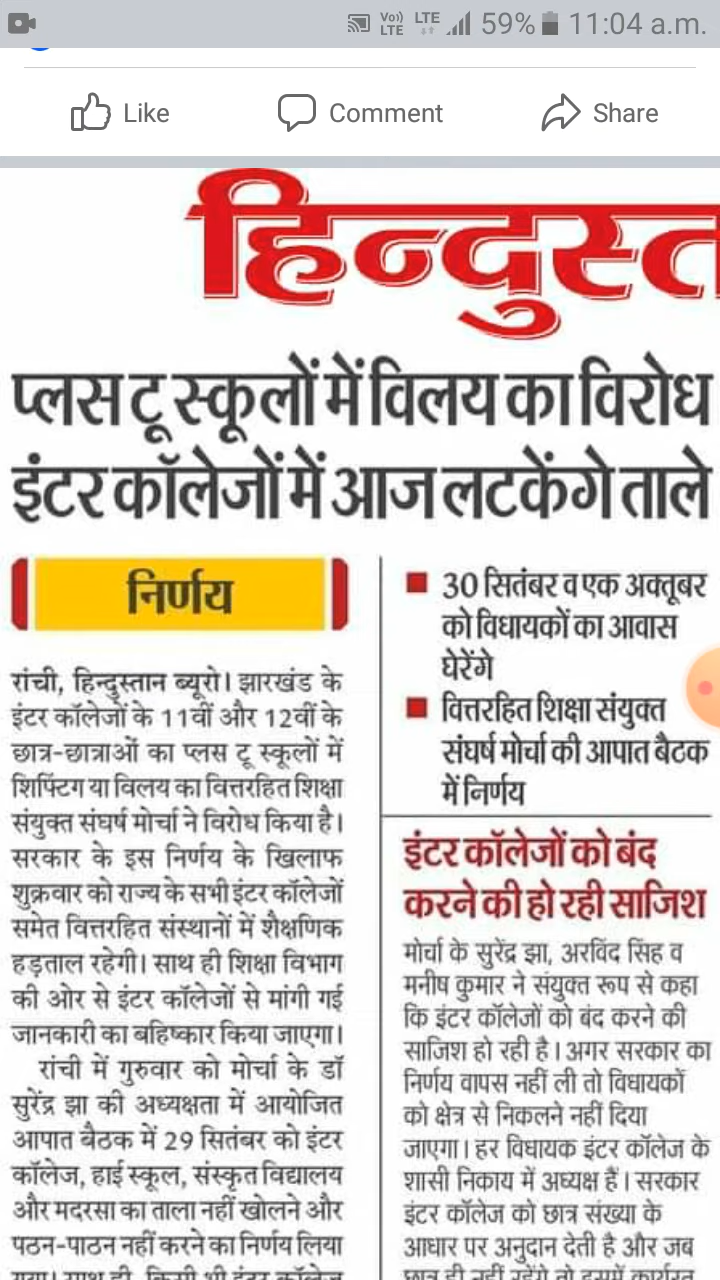 Vo))
LTE
LTE
59%
11:04 a.m.
Like
Comment
Share
प्लस टू स्कूलों में विलय का विरोध
इंटर कॉलेजों में आज लटकेंगे ताले
निर्णय
रांची, हिन्दुस्तान ब्यूरो। झारखंड के
इंटर कॉलेजों के 11वीं और 12वीं के
छात्र-छात्राओं का प्लस टू स्कूलों में
शिफ्टिंग या विलय का वित्तरहित शिक्षा
संयुक्त संघर्ष मोर्चा ने विरोध किया है।
सरकार के इस निर्णय के खिलाफ
शुक्रवार को राज्य के सभी इंटर कॉलेजों
समेत वित्तरहित संस्थानों में शैक्षणिक
हड़ताल रहेगी। साथ ही शिक्षा विभाग
की ओर से इंटर कॉलेजों से मांगी गई
जानकारी का बहिष्कार किया जाएगा।
रांची में गुरुवार को मोर्चा के डॉ
सुरेंद्र झा की अध्यक्षता में आयोजित
आपात बैठक में 29 सितंबर को इंटर
कॉलेज, हाई स्कूल, संस्कृत विद्यालय
और मदरसा का ताला नहीं खोलने और
पठन-पाठन नहीं करने का निर्णय लिया
30 सितंबर व एक अक्तूबर
को विधायकों का आवास
घेरेंगे
वित्तरहित शिक्षा संयुक्त
संघर्ष मोर्चा की आपात बैठक
में निर्णय
इंटर कॉलेजों को बंद
करने की हो रही साजिश
मोर्चा के सुरेंद्र झा, अरविंद सिंह व
मनीष कुमार ने संयुक्त रूप से कहा
कि इंटर कॉलेजों को बंद करने की
साजिश हो रही है। अगर सरकार का
निर्णय वापस नहीं ली तो विधायकों
को क्षेत्र से निकलने नहीं दिया
जाएगा। हर विधायक इंटर कॉलेज के
शासी निकाय में अध्यक्ष हैं। सरकार
इंटर कॉलेज को छात्र संख्या के
आधार पर अनुदान देती है और जब